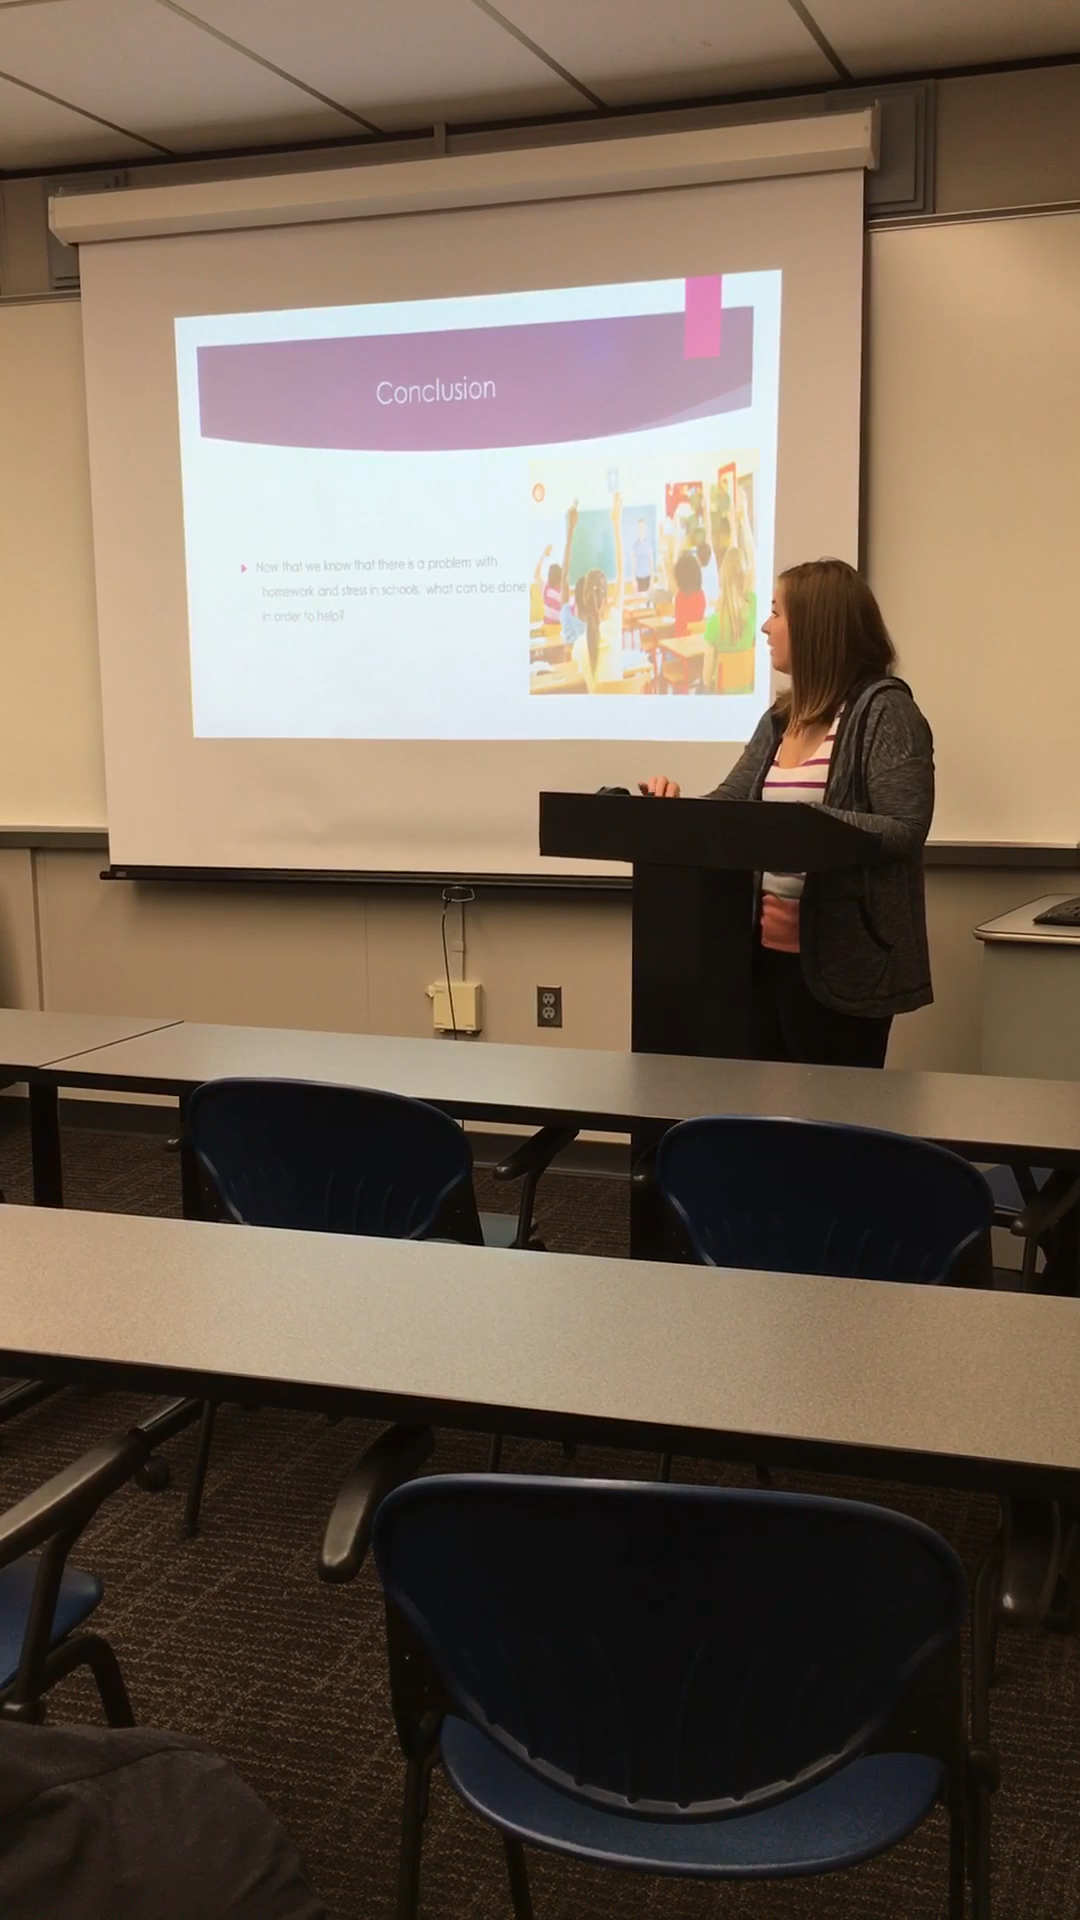 Conclusion
Now that we know that there is a problem with
homework and stress in schools, what can be done
in order to help?